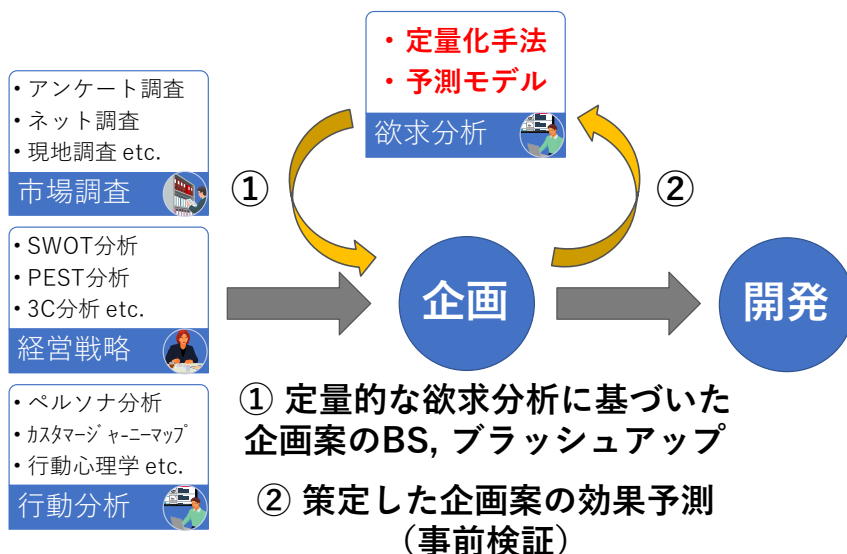 ・アンケート調査
・ネット調査
・現地調査 etc.
市場調査
・SWOT分析
・PEST分析
・3C分析 etc.
経営戦略
・ペルソナ分析
・ｶｽﾀﾏｰｼﾞｬｰﾆｰﾏｯﾌﾟ
・行動心理学 etc.
行動分析
・定量化手法
・予測モデル
欲求分析
①
②
企画
開発
① 定量的な欲求分析に基づいた
企画案のBS, ブラッシュアップ
② 策定した企画案の効果予測
（事前検証）